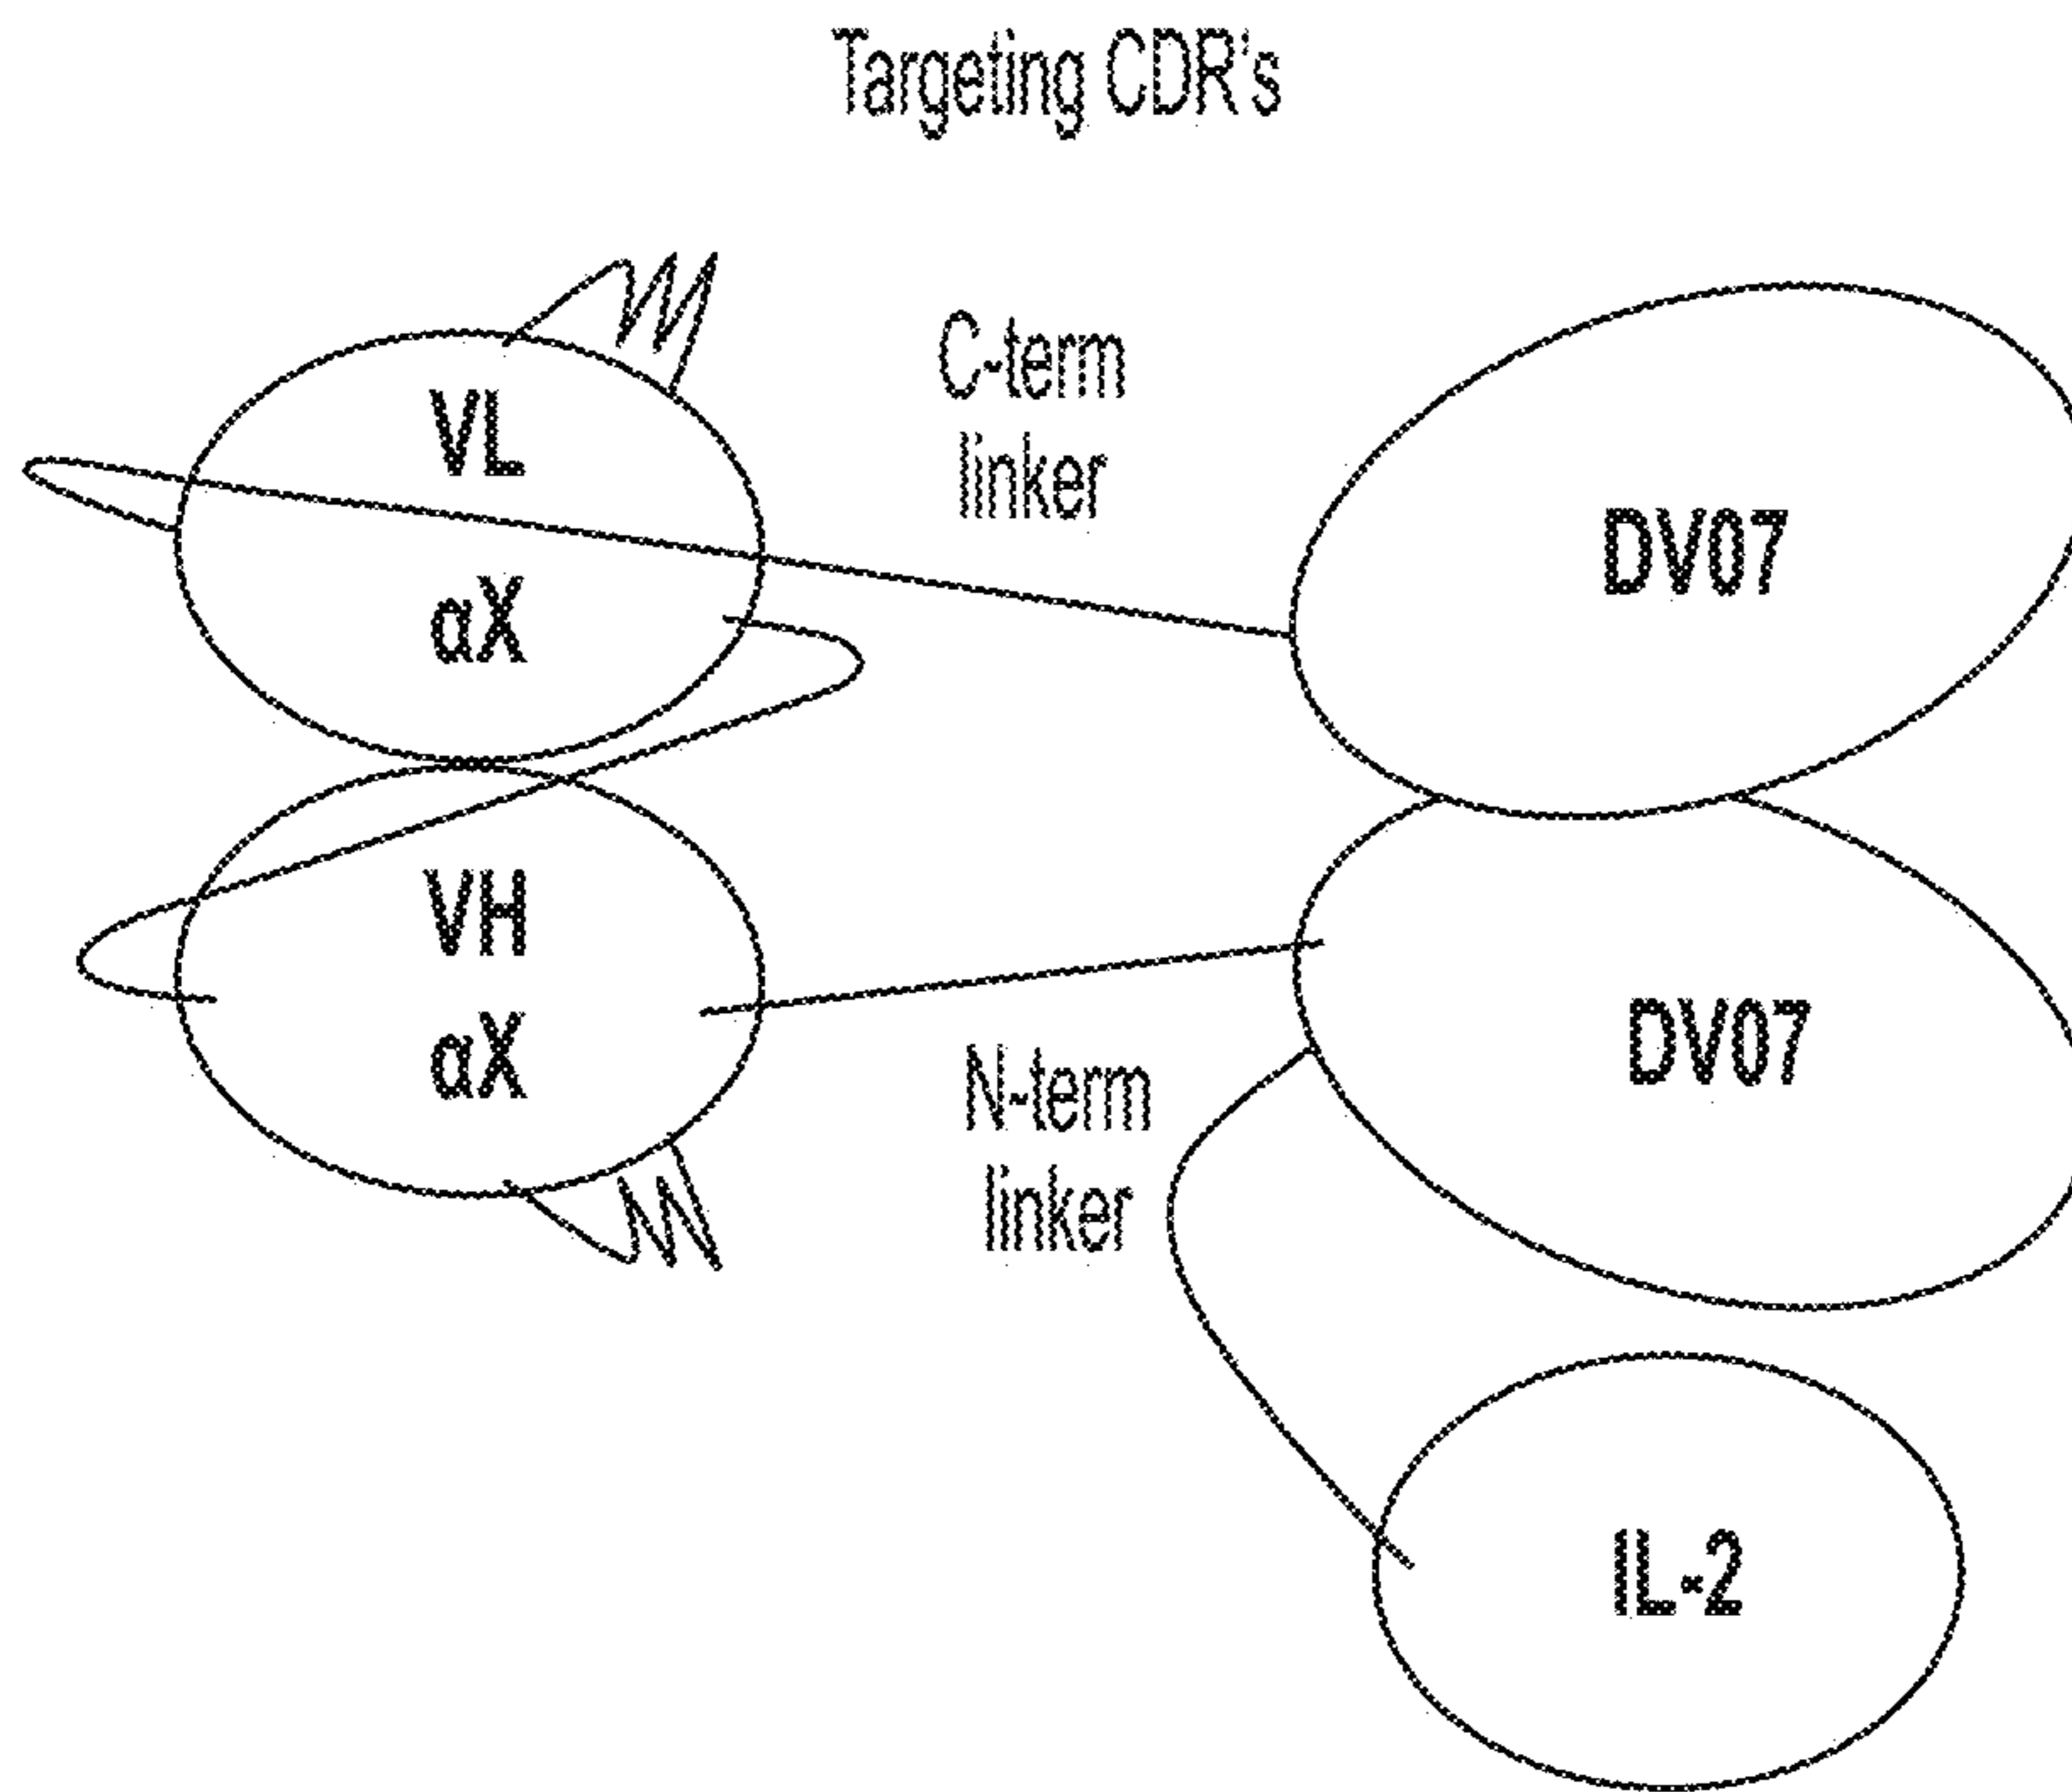 Targeting CDR's
VL
αX
C-term
linker
DV07
VH
αX
N-term
linker
DV07
IL-2